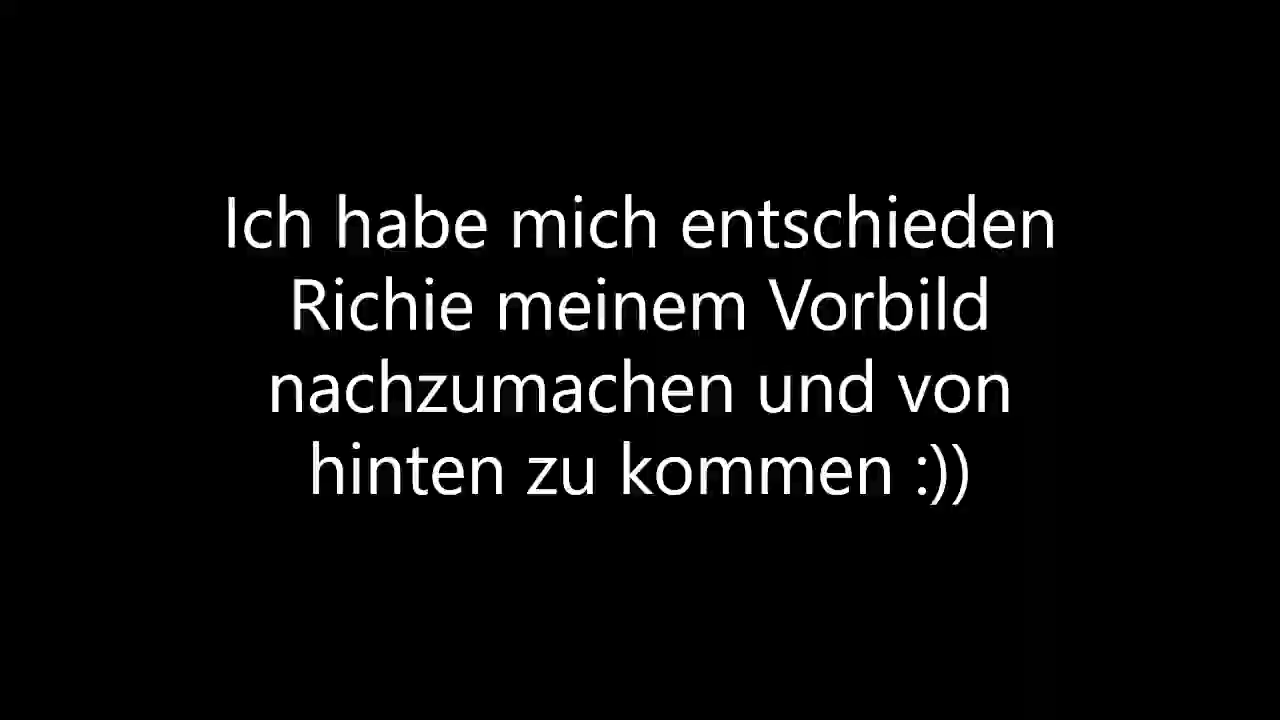 Ich habe mich entschieden
Richie meinem Vorbild
nachzumachen und von
hinten zu kommen :))